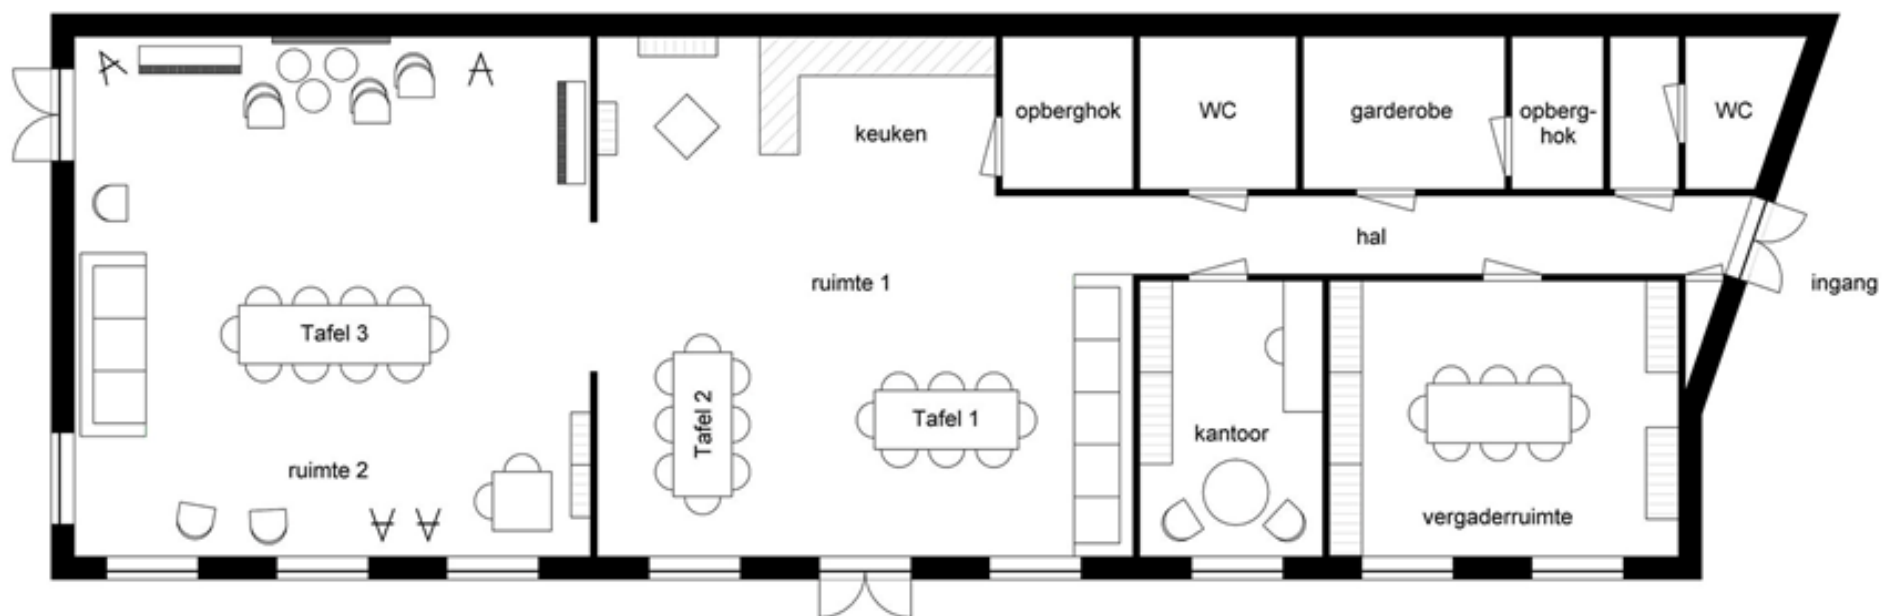 opberghok
WC
garderobe
opberg-
hok
WC
keuken
hal
ingang
ruimte 1
Tafel 3
Tafel 2
Tafel 1
kantoor
ruimte 2
vergaderruimte